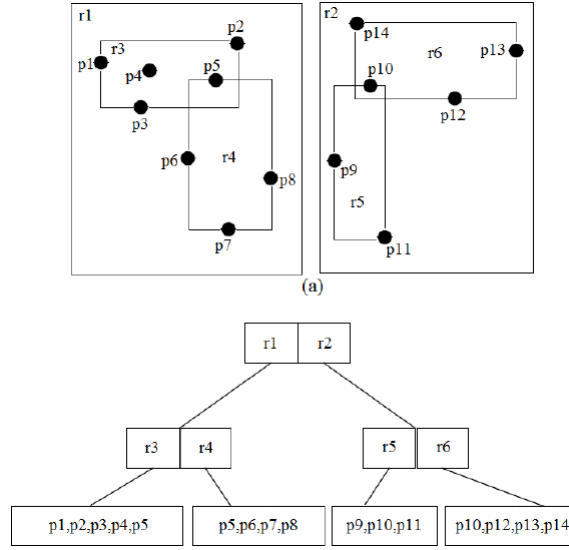 r1
r2
p2
p14
r3
p13
r6
p1
p4
p5
p10
p3
p12
p6
r4
p9
p8
r5
p7
p11
(a)
r1 r2
r3 r4 r5 r6
p1,p2,p3,p4,p5 p5,p6,p7,p8 p9,p10,p11 p10,p12,p13,p14